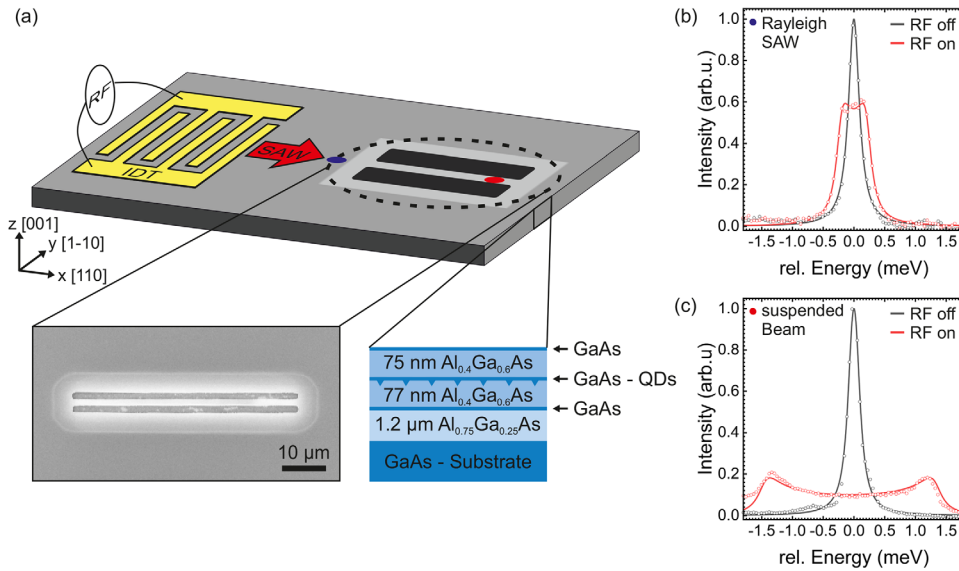 (a)
RF
IDT
SAW
z [001]
y [1-10]
x [110]
10 µm
GaAs
75 nm Al0.4Ga0.6As
GaAs - QDs
77 nm Al0.4Ga0.6As
GaAs
1.2 µm Al0.75Ga0.25As
GaAs - Substrate
(b)
Rayleigh
SAW
RF off
RF on
Intensity (arb.u.)
1.0
0.8
0.6
0.4
0.2
0.0
-1.5 -1.0 -0.5 0.0 0.5 1.0 1.5
rel. Energy (meV)
(c)
suspended
Beam
RF off
RF on
Intensity (arb.u)
1.0
0.8
0.6
0.4
0.2
0.0
-1.5 -1.0 -0.5 0.0 0.5 1.0 1.5
rel. Energy (meV)